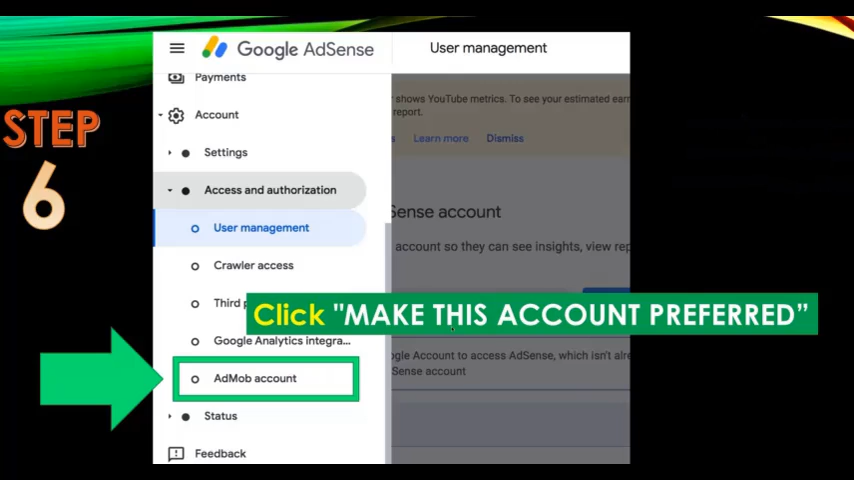 STEP
6
Google AdSense
User management
Payments
Account
Settings
Access and authorization
User management
Crawler access
Third
Google Analytics integra...
AdMob account
Status
Feedback
shows YouTube metrics. To see your estimated earn
report.
Learn more Dismiss
Sense account
account so they can see insights, view rep
Click "MAKE THIS ACCOUNT PREFERRED”
ogle Account to access AdSense, which isn't alre
Sense account